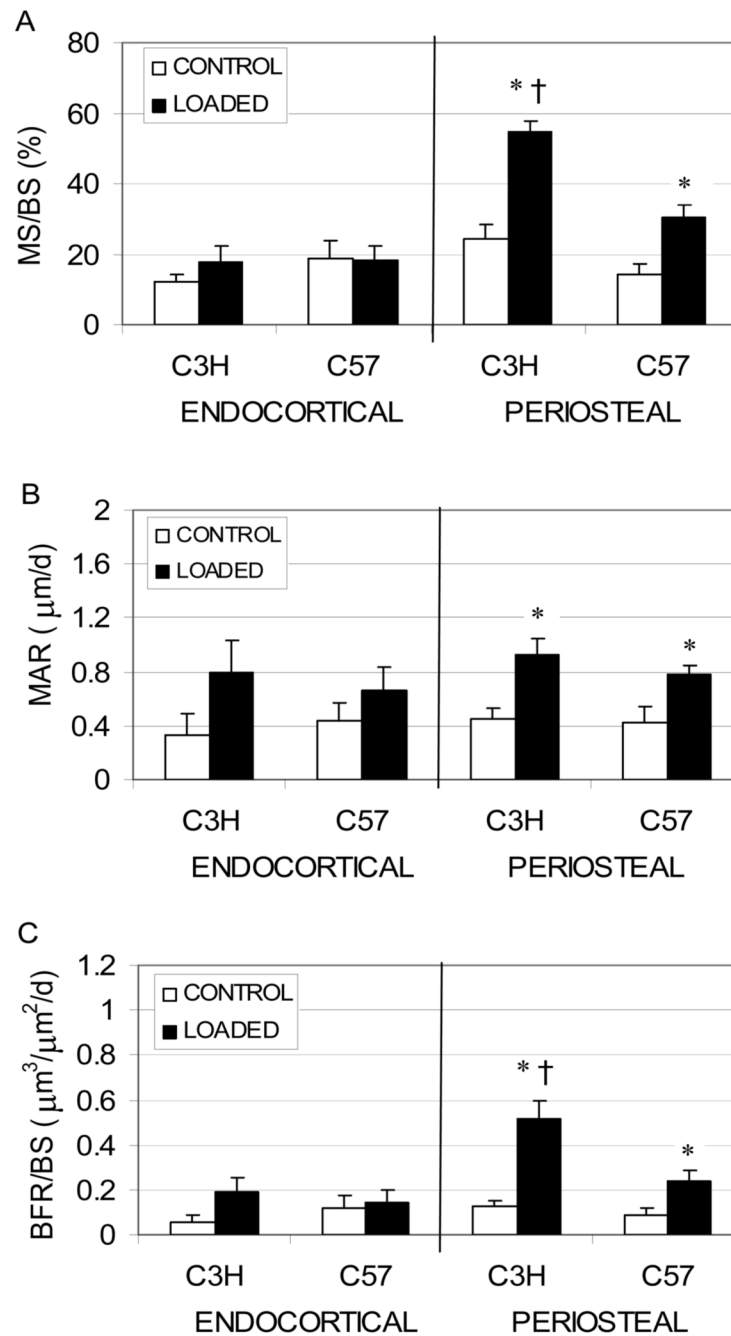 A
80
60
40
20
0
MS/BS (%)
CONTROL
LOADED
* †
*
C3H C57 C3H C57
ENDOCORTICAL PERIOSTEAL
B
2
1.6
1.2
0.8
0.4
0
MAR ( μm/d)
CONTROL
LOADED
*
*
C3H C57 C3H C57
ENDOCORTICAL PERIOSTEAL
C
1.2
1
0.8
0.6
0.4
0.2
0
BFR/BS ( μm³/μm²/d)
CONTROL
LOADED
* †
*
C3H C57 C3H C57
ENDOCORTICAL PERIOSTEAL